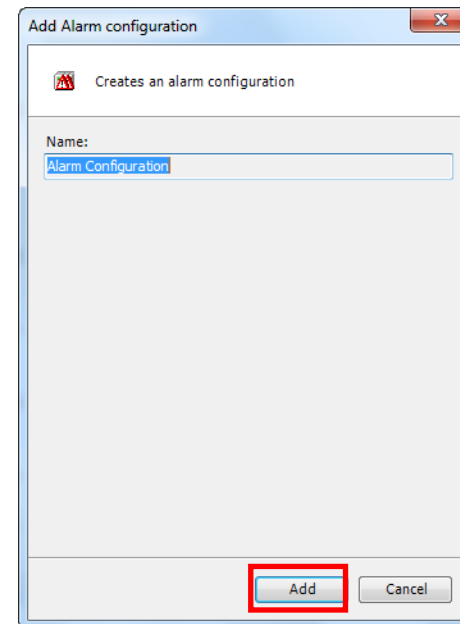 Add Alarm configuration
Creates an alarm configuration
Name:
Alarm Configuration
Add Cancel